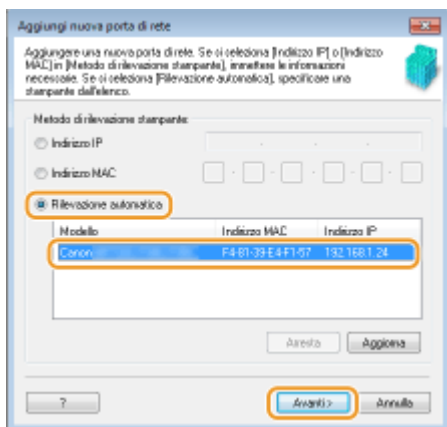 Aggiungi nuova porta di rete
Aggiungere una nuova porta di rete. Se si seleziona [Indirizzo IP] o [Indirizzo
MAC] in [Metodo di rilevazione stampante], immettere le informazioni
necessarie. Se si seleziona [Rilevazione automatica], specificare una
stampante dall'elenco.
Metodo di rilevazione stampante:
Indirizzo IP
Indirizzo MAC
Rilevazione automatica
Modello Indirizzo MAC Indirizzo IP
Canon F4-81-39-E4-F1-57 192.168.1.24
Arresta Aggiorna
? Avanti > Annulla